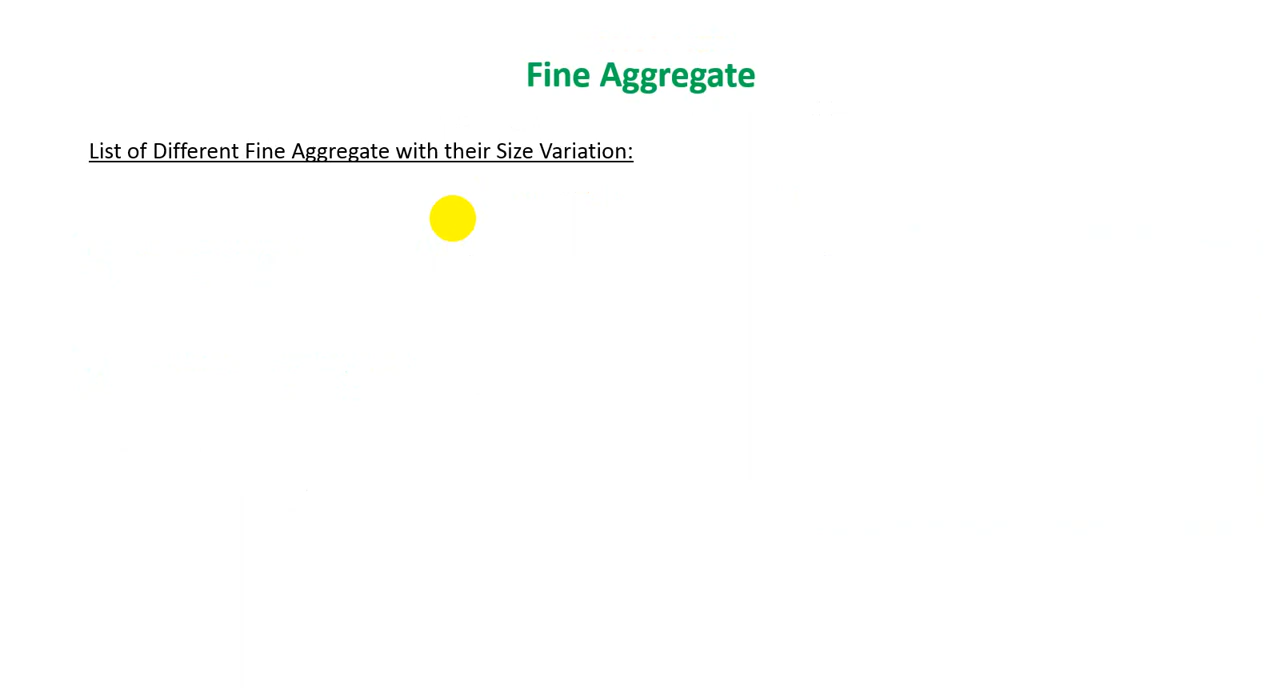 Fine Aggregate
List of Different Fine Aggregate with their Size Variation: